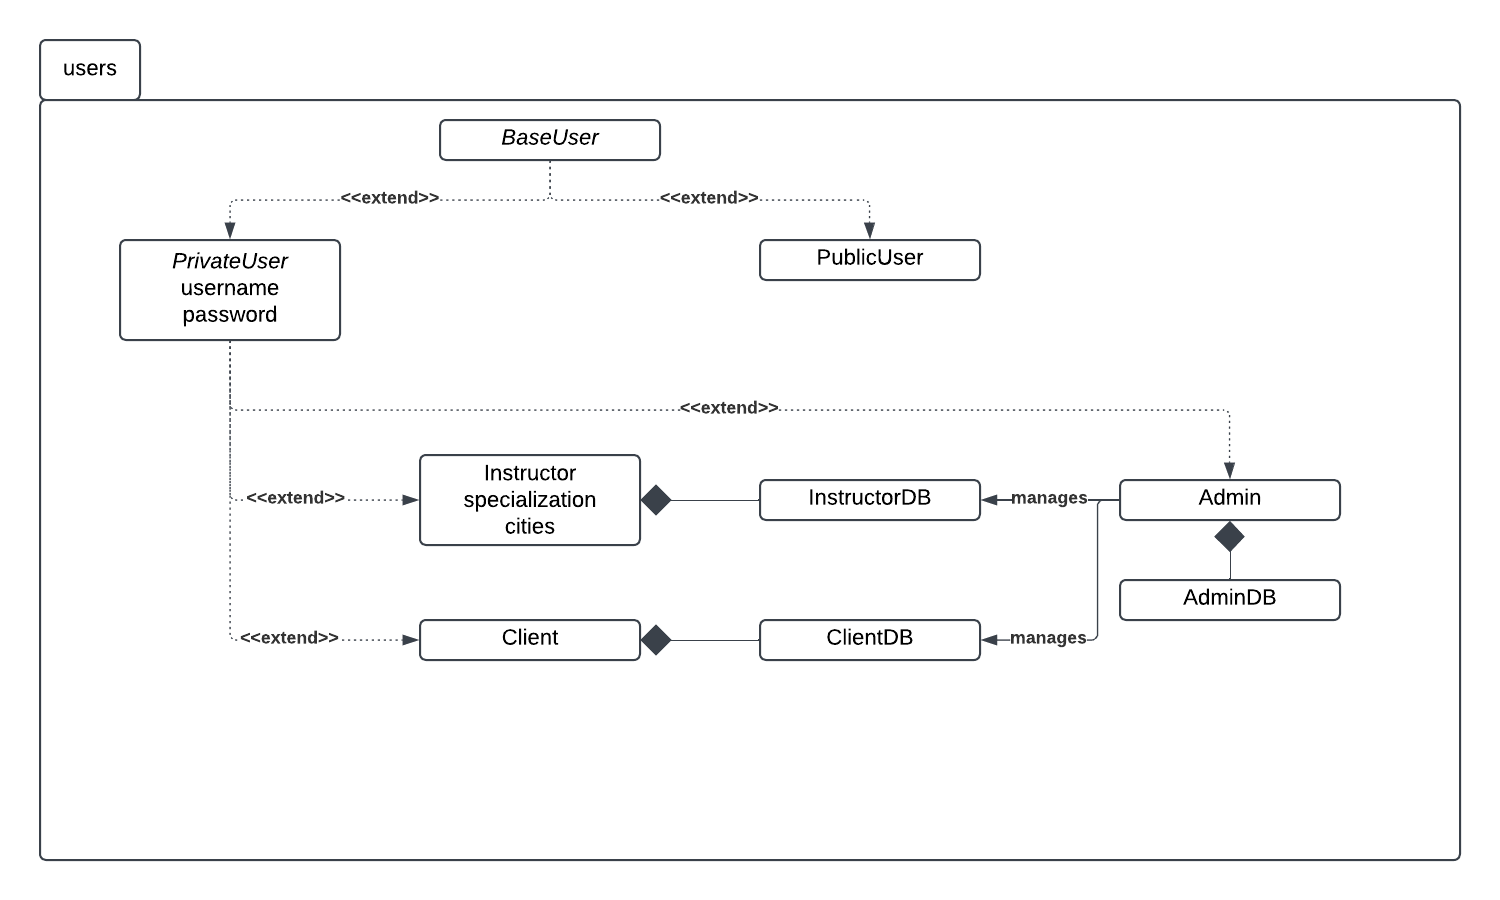 users
BaseUser
<<extend>>
<<extend>>
PrivateUser
username
password
PublicUser
<<extend>>
<<extend>>
Instructor
specialization
cities
InstructorDB
manages
Admin
AdminDB
<<extend>>
Client
ClientDB
manages